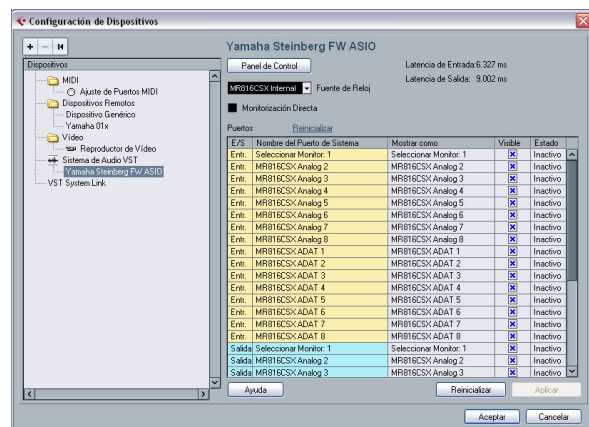 Configuración de Dispositivos
Dispositivos
MIDI
Ajuste de Puertos MIDI
Dispositivos Remotos
Dispositivo Genérico
Yamaha 01x
Vídeo
Reproductor de Vídeo
Sistema de Audio VST
Yamaha Steinberg FW ASIO
VST System Link
Yamaha Steinberg FW ASIO
Panel de Control
Latencia de Entrada:6.327 ms
Latencia de Salida: 9.002 ms
MR816CSX Internal Fuente de Reloj
Monitorización Directa
Puertos Reinicializar
E/S Nombre del Puerto de Sistema Mostrar como Visible Estado
Entr. Seleccionar Monitor: 1 Seleccionar Monitor: 1 Inactivo
Entr. MR816CSX Analog 2 MR816CSX Analog 2 Inactivo
Entr. MR816CSX Analog 3 MR816CSX Analog 3 Inactivo
Entr. MR816CSX Analog 4 MR816CSX Analog 4 Inactivo
Entr. MR816CSX Analog 5 MR816CSX Analog 5 Inactivo
Entr. MR816CSX Analog 6 MR816CSX Analog 6 Inactivo
Entr. MR816CSX Analog 7 MR816CSX Analog 7 Inactivo
Entr. MR816CSX Analog 8 MR816CSX Analog 8 Inactivo
Entr. MR816CSX ADAT 1 MR816CSX ADAT 1 Inactivo
Entr. MR816CSX ADAT 2 MR816CSX ADAT 2 Inactivo
Entr. MR816CSX ADAT 3 MR816CSX ADAT 3 Inactivo
Entr. MR816CSX ADAT 4 MR816CSX ADAT 4 Inactivo
Entr. MR816CSX ADAT 5 MR816CSX ADAT 5 Inactivo
Entr. MR816CSX ADAT 6 MR816CSX ADAT 6 Inactivo
Entr. MR816CSX ADAT 7 MR816CSX ADAT 7 Inactivo
Entr. MR816CSX ADAT 8 MR816CSX ADAT 8 Inactivo
Salida Seleccionar Monitor: 1 Seleccionar Monitor: 1 Inactivo
Salida MR816CSX Analog 2 MR816CSX Analog 2 Inactivo
Salida MR816CSX Analog 3 MR816CSX Analog 3 Inactivo
Ayuda Reinicializar Aplicar
Aceptar Cancelar